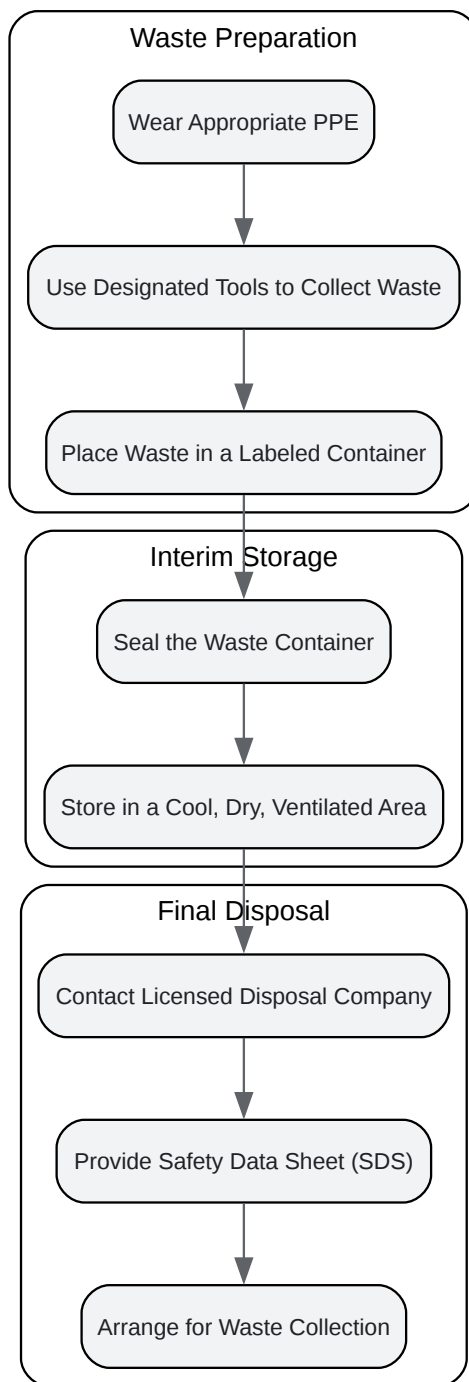 Waste Preparation
Wear Appropriate PPE
Use Designated Tools to Collect Waste
Place Waste in a Labeled Container
Interim Storage
Seal the Waste Container
Store in a Cool, Dry, Ventilated Area
Final Disposal
Contact Licensed Disposal Company
Provide Safety Data Sheet (SDS)
Arrange for Waste Collection